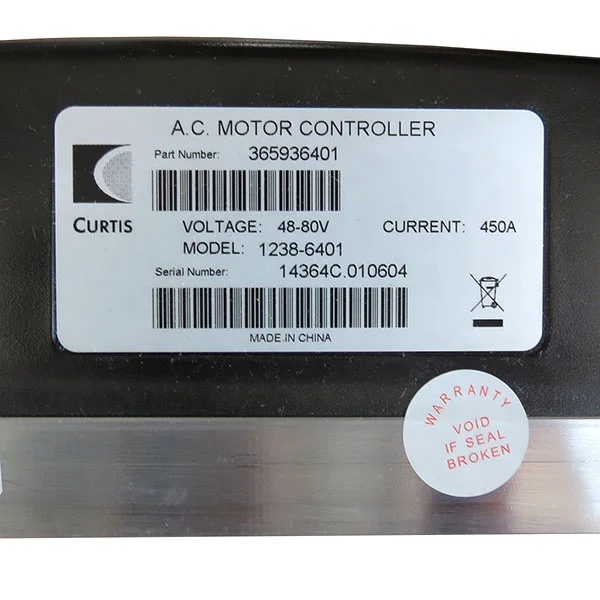 A.C. MOTOR CONTROLLER
Part Number: 365936401
CURTIS
VOLTAGE: 48-80V CURRENT: 450A
MODEL: 1238-6401
Serial Number: 14364C.010604
MADE IN CHINA
WARRANTY
VOID
IF SEAL
BROKEN